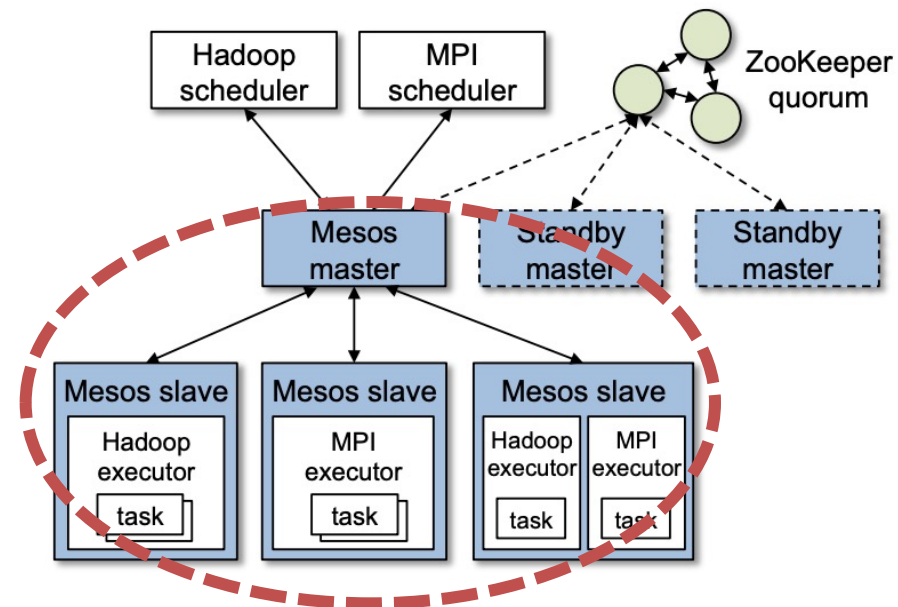 Hadoop
scheduler
MPI
scheduler
ZooKeeper
quorum
Mesos
master
Standby
master
Standby
master
Mesos slave
Hadoop
executor
task
Mesos slave
MPI
executor
task
Mesos slave
Hadoop
executor
task
MPI
executor
task